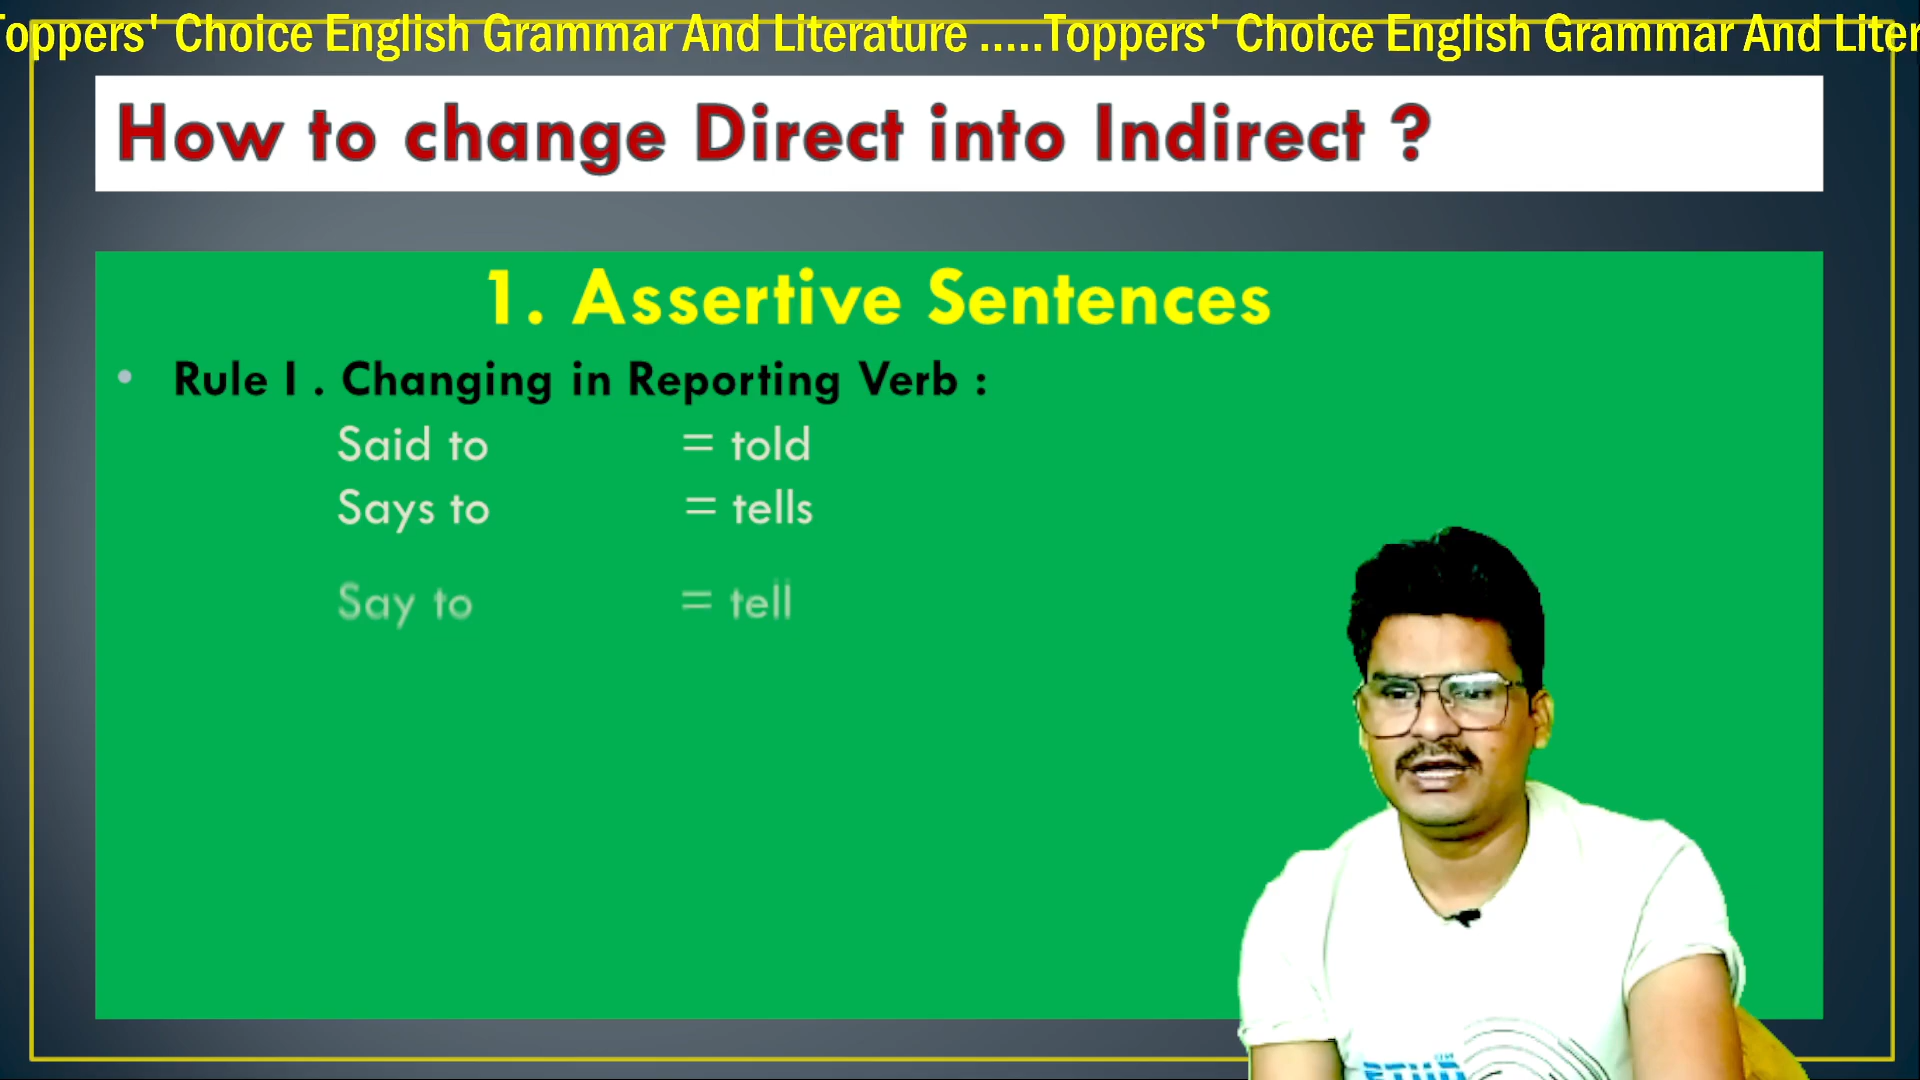 oppers' Choice English Grammar And Literature .....Toppers' Choice English Grammar And Liter
How to change Direct into Indirect ?
1. Assertive Sentences
• Rule I . Changing in Reporting Verb :
Said to = told
Says to = tells
Say to = tell